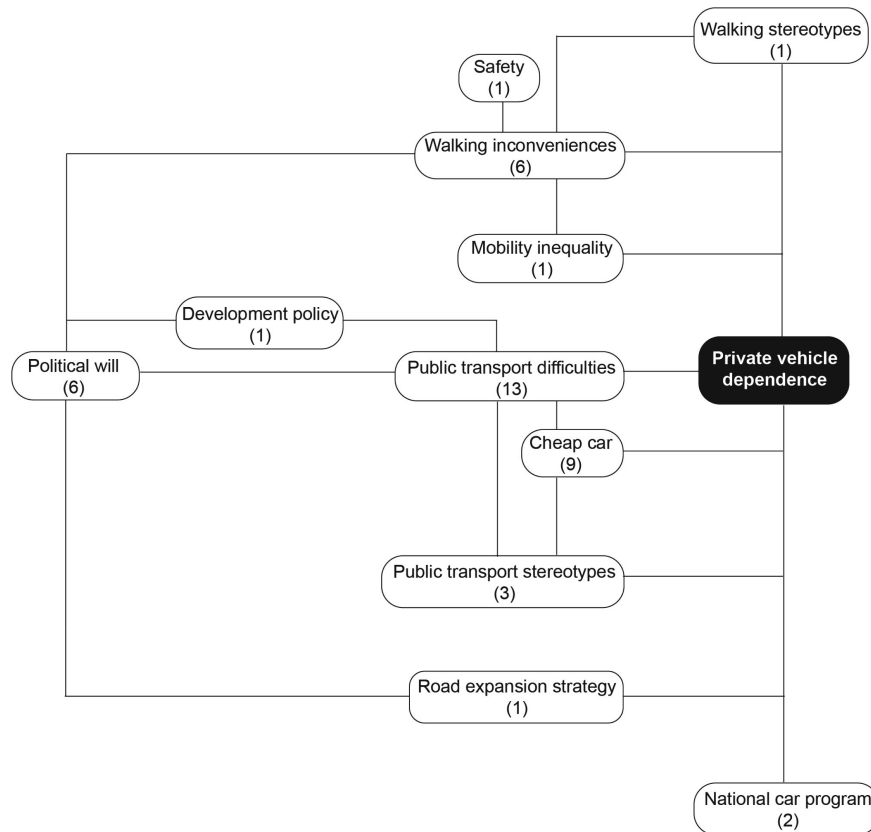 Walking stereotypes
(1)
Safety
(1)
Walking inconveniences
(6)
Mobility inequality
(1)
Development policy
(1)
Political will
(6)
Public transport difficulties
(13)
Private vehicle
dependence
Cheap car
(9)
Public transport stereotypes
(3)
Road expansion strategy
(1)
National car program
(2)